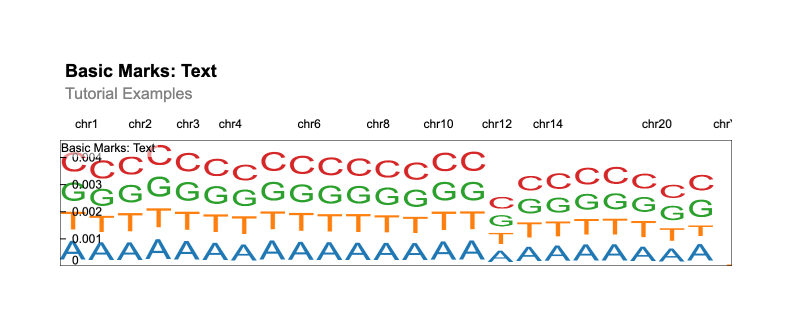 Basic Marks: Text
Tutorial Examples
chr1 chr2 chr3 chr4 chr6 chr8 chr10 chr12 chr14 chr20
Basic Marks: Text
0.004
C C C C C C C C C C C C C C C C C C C C C C C
0.003
G G G G G G G G G G G G G G G G G G G G G G G
0.002
T T T T T T T T T T T T T T T T T T T T T T T
0.001
A A A A A A A A A A A A A A A A A A A A A A A
0